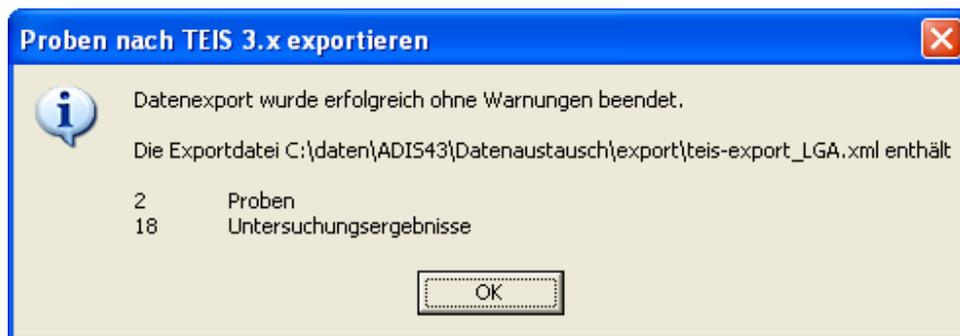 Proben nach TEIS 3.x exportieren
Datenexport wurde erfolgreich ohne Warnungen beendet.
Die Exportdatei C:\daten\ADIS43\Datenaustausch\export\teis-export_LGA.xml enthält
2 Proben
18 Untersuchungsergebnisse
OK